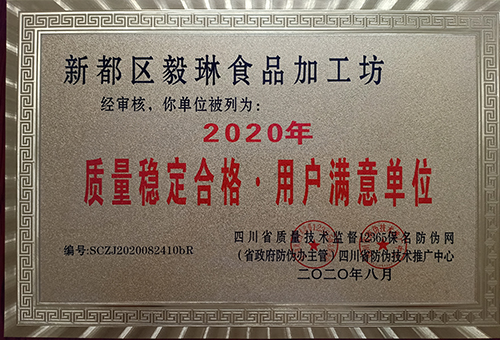 新都区毅琳食品加工坊
经审核，你单位被列为：
2020年
质量稳定合格·用户满意单位
四川省质量技术监督12365保名防伪网
编号:SCZJ2020082410bR
（省政府防伪办主管）四川省防伪技术推广中心
二〇二〇年八月